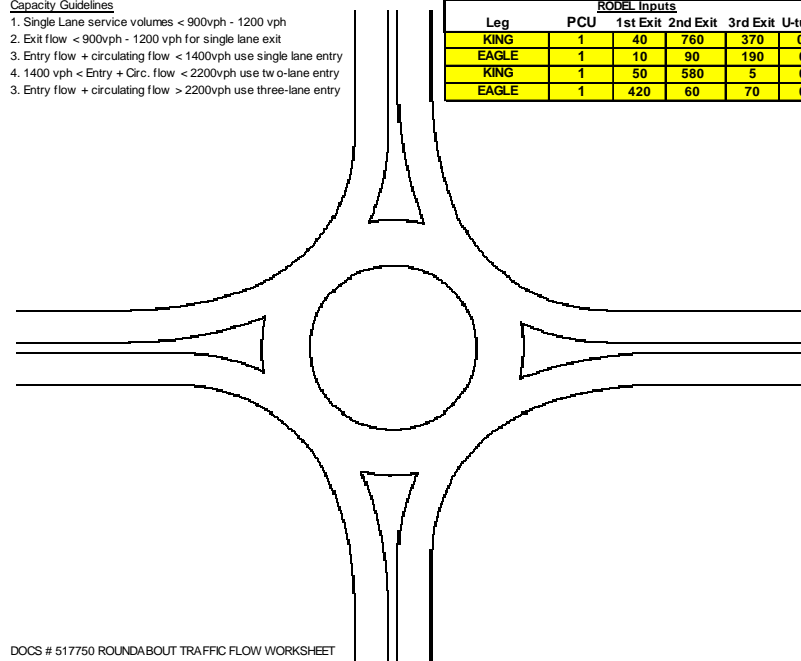 Capacity Guidelines
1. Single Lane service volumes < 900vph - 1200 vph
2. Exit flow < 900vph - 1200 vph for single lane exit
3. Entry flow + circulating flow < 1400vph use single lane entry
4. 1400 vph < Entry + Circ. flow < 2200vph use two-lane entry
3. Entry flow + circulating flow > 2200vph use three-lane entry
RODEL Inputs
Leg PCU 1st Exit 2nd Exit 3rd Exit
KING 1 40 760 370
EAGLE 1 10 90 190
KING 1 50 580 5
EAGLE 1 420 60 70
DOCS # 517750 ROUNDABOUT TRAFFIC FLOW WORKSHEET